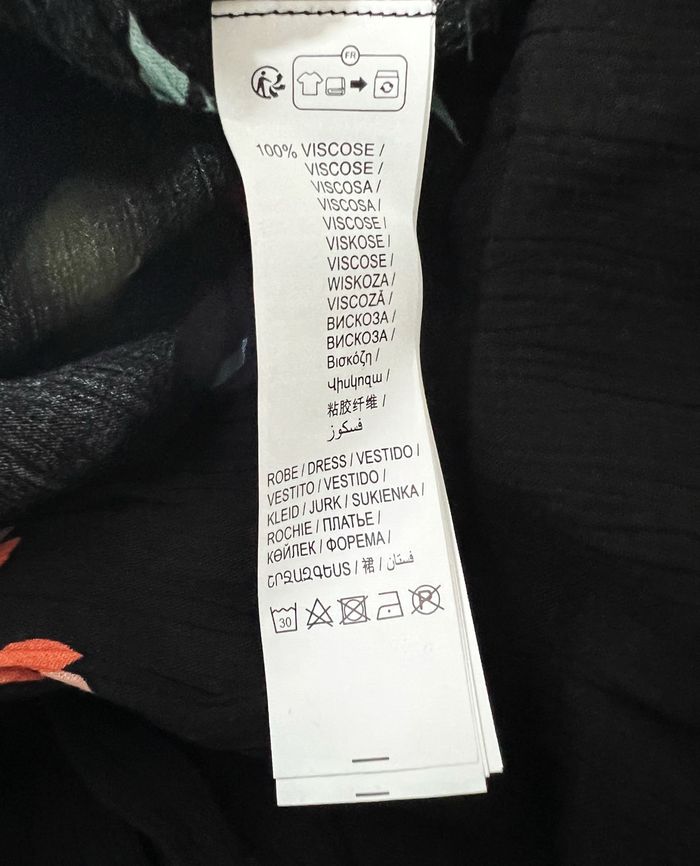 FR
100% VISCOSE /
VISCOSE /
VISCOSA /
VISCOSA /
VISCOSE /
VISKOSE /
VISCOSE /
WISKOZA /
VISCOZĂ /
ВИСКОЗА /
ВИСКОЗА /
Βισκόζη /
Վիսկոզա /
粘胶纤维 /
فسكوز
ROBE / DRESS / VESTIDO /
VESTITO / VESTIDO /
KLEID / JURK / SUKIENKA /
ROCHIE / ПЛАТЬЕ /
КӨЙЛЕК / ΦΟΡΕΜΑ /
ՇՐՋԱԶԳԵՍՏ / 裙 / فستان
30
P